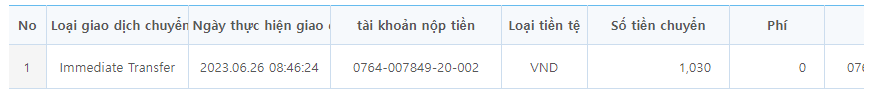 No Loại giao dịch chuyển Ngày thực hiện giao tài khoản nộp tiền Loại tiền tệ Số tiền chuyển Phí
1 Immediate Transfer 2023.06.26 08:46:24 0764-007849-20-002 VND 1,030 0 076